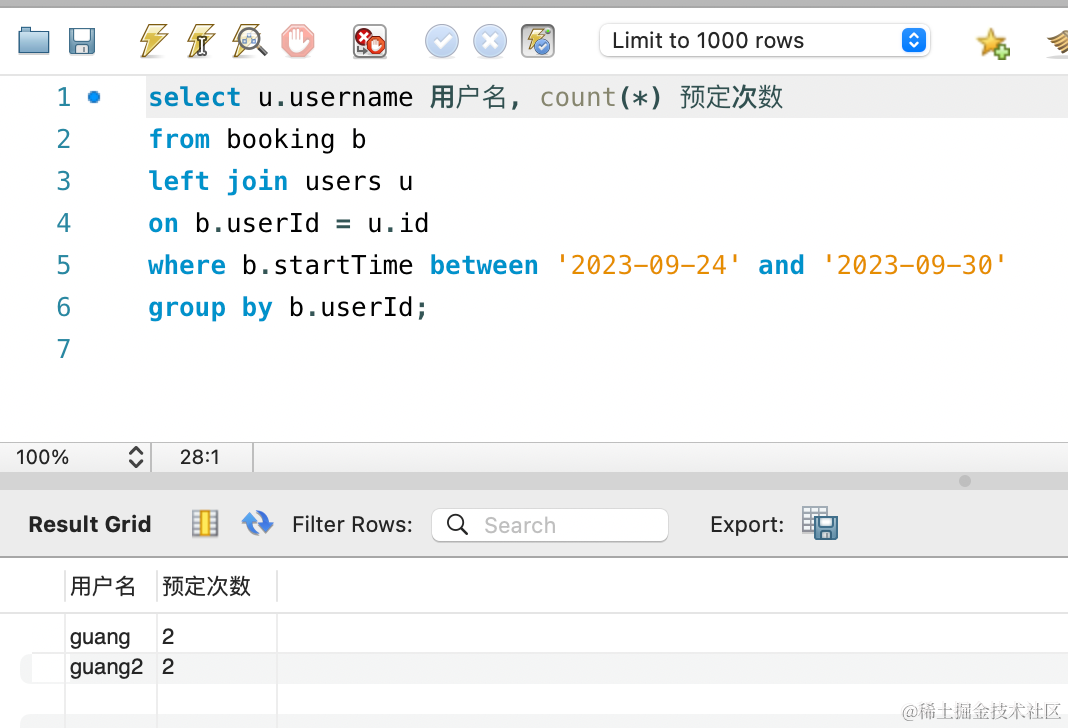 Limit to 1000 rows
1 select u.username 用户名, count(*) 预定次数
2 from booking b
3 left join users u
4 on b.userId = u.id
5 where b.startTime between '2023-09-24' and '2023-09-30'
6 group by b.userId;
7
100% 28:1
Result Grid Filter Rows: Search Export:
用户名 预定次数
guang 2
guang2 2
@稀土掘金技术社区